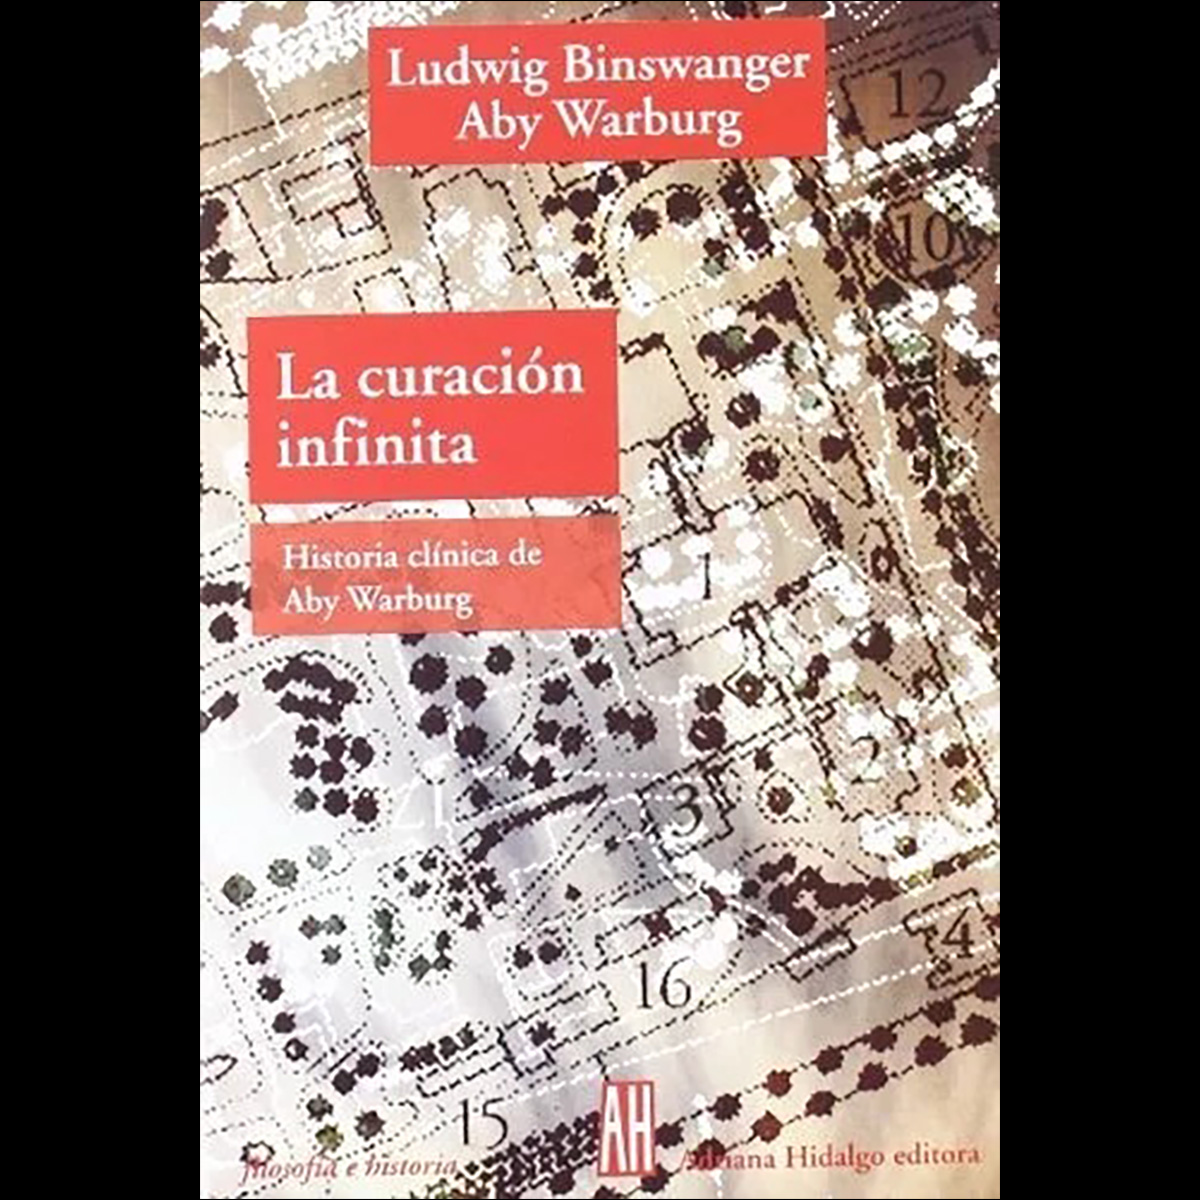 Ludwig Binswanger
Aby Warburg
12
10
La curación
infinita
Historia clínica de
Aby Warburg
1
2
3
4
16
15
AH
filosofía e historia
Adriana Hidalgo editora